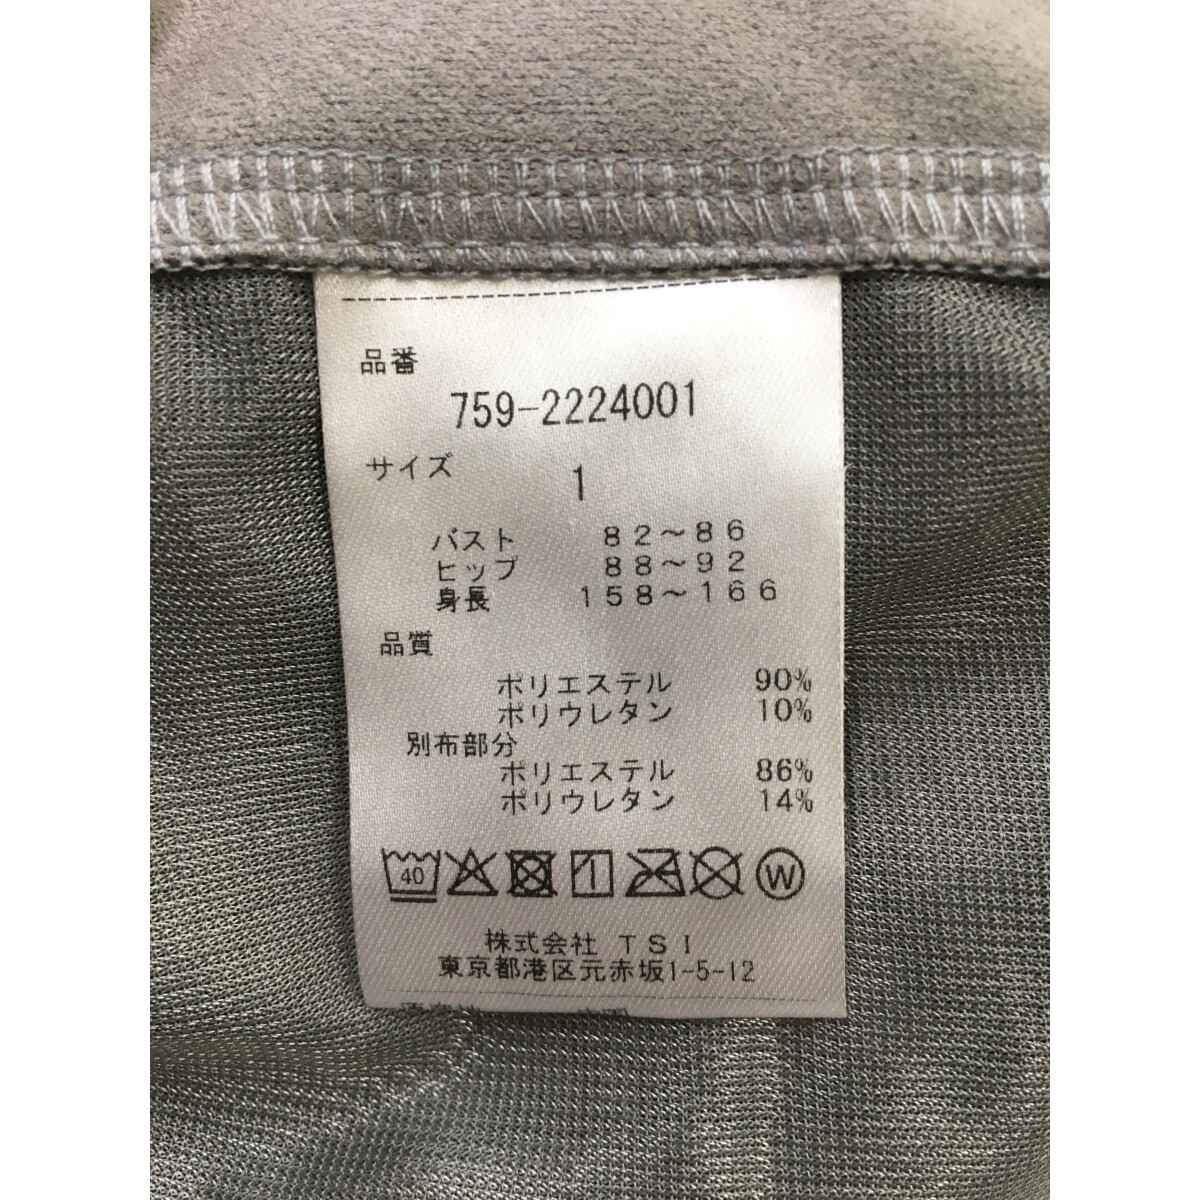 品番
759-2224001
サイズ 1
バスト 82～86
ヒップ 88～92
身長 158～166
品質
ポリエステル 90%
ポリウレタン 10%
別布部分
ポリエステル 86%
ポリウレタン 14%
40 W
株式会社 TSI
東京都港区元赤坂1-5-12